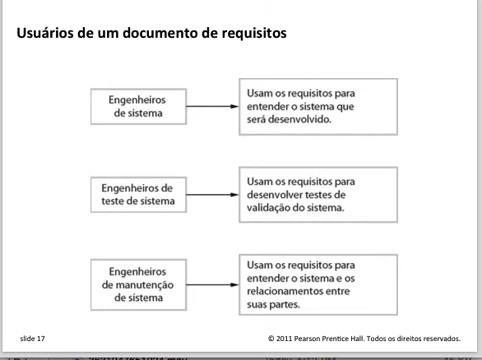 Usuários de um documento de requisitos
Engenheiros
de sistema
Usam os requisitos para
entender o sistema que
será desenvolvido.
Engenheiros de
teste de sistema
Usam os requisitos para
desenvolver testes de
validação do sistema.
Engenheiros
de manutenção
de sistema
Usam os requisitos para
entender o sistema e os
relacionamentos entre
suas partes.
slide 17
© 2011 Pearson Prentice Hall. Todos os direitos reservados.